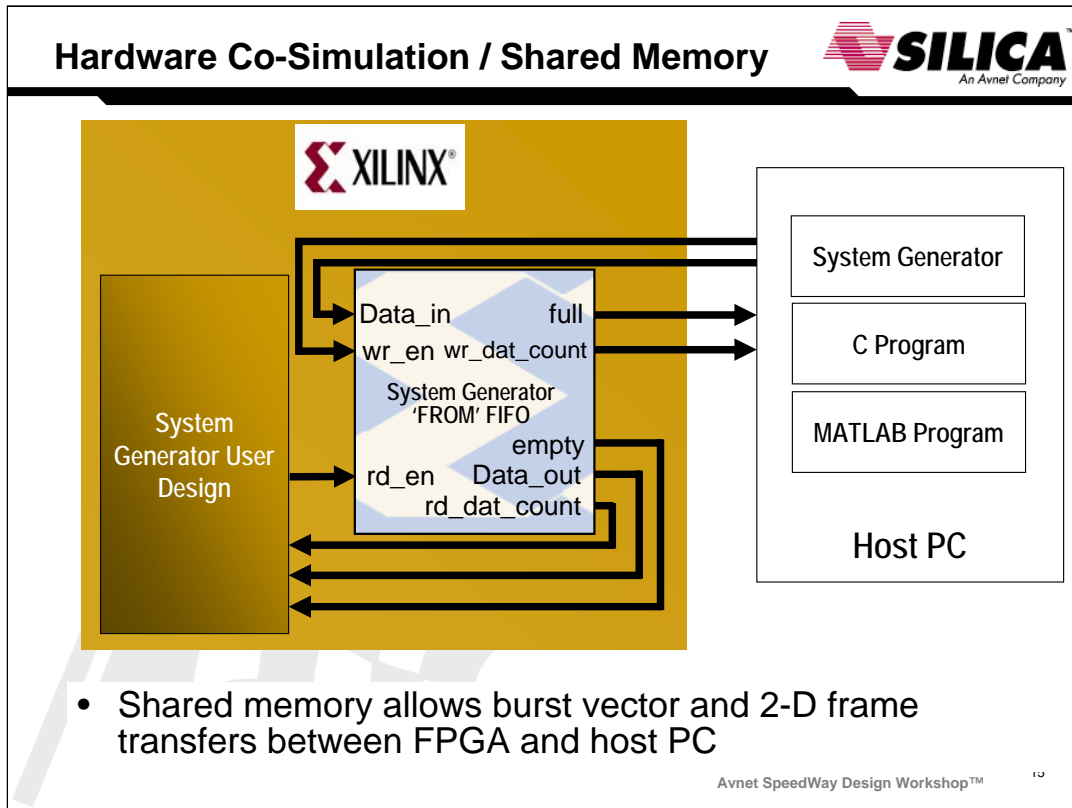 Hardware Co-Simulation / Shared Memory
SILICA™
An Avnet Company
XILINX®
System Generator
C Program
MATLAB Program
Host PC
Data_in full
wr_en wr_dat_count
System Generator
'FROM' FIFO
empty
rd_en Data_out
rd_dat_count
System
Generator User
Design
• Shared memory allows burst vector and 2-D frame
transfers between FPGA and host PC
Avnet SpeedWay Design Workshop™
15